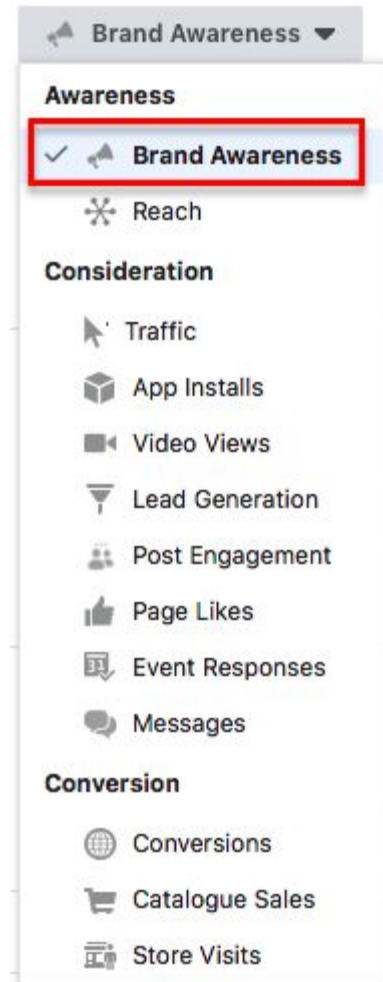 Brand Awareness
Awareness
Brand Awareness
Reach
Consideration
Traffic
App Installs
Video Views
Lead Generation
Post Engagement
Page Likes
31
Event Responses
Messages
Conversion
Conversions
Catalogue Sales
Store Visits